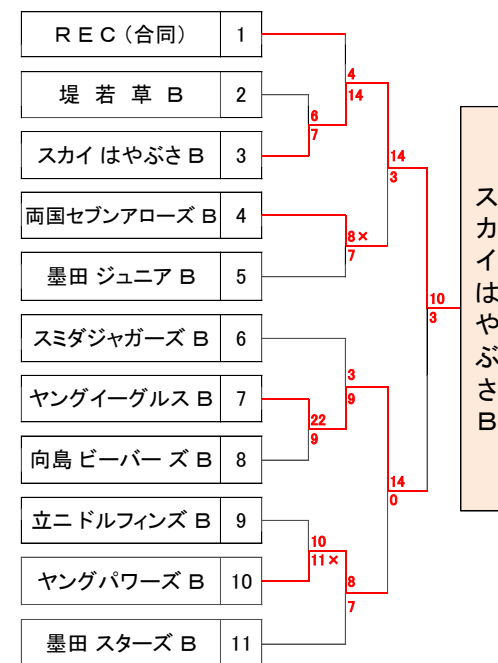 REC(合同) 1
堤 若 草 B 2
スカイ はやぶさ B 3
両国セブンアローズ B 4
墨田 ジュニア B 5
スミダジャガーズ B 6
ヤングイーグルス B 7
向島 ビーバー ズ B 8
立ニドルフィンズ B 9
ヤングパワーズ B 10
墨田 スターズ B 11
4
14
6
7
14
3
8×
7
10
3
3
9
22
9
14
0
10
11×
8
7
スカイはやぶさB